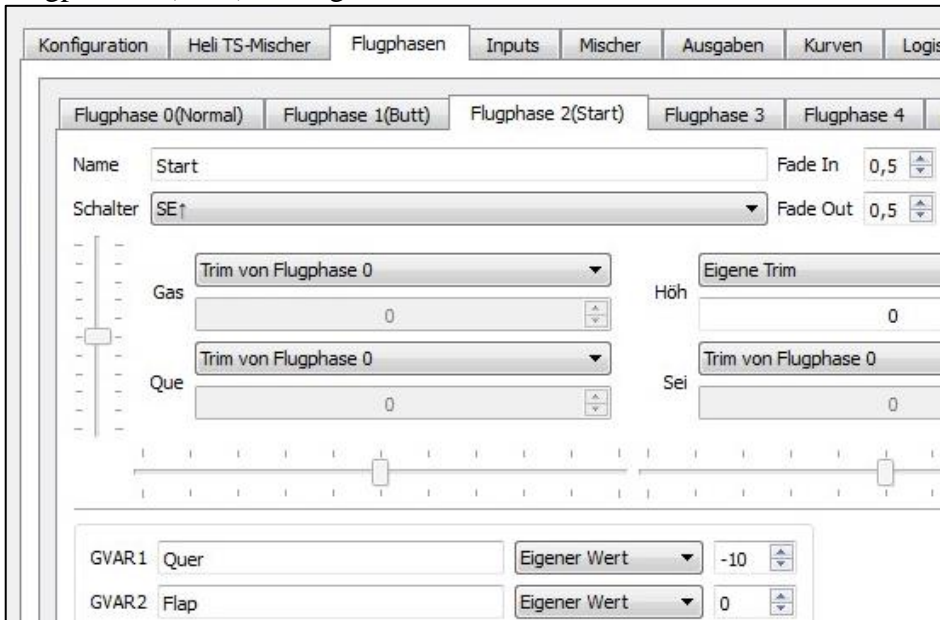 Konfiguration Heli TS-Mischer Flugphasen Inputs Mischer Ausgaben Kurven Logis
Flugphase 0(Normal) Flugphase 1(Butt) Flugphase 2(Start) Flugphase 3 Flugphase 4
Name Start Fade In 0,5
Schalter SE↑ Fade Out 0,5
Trim von Flugphase 0 Eigene Trim
Gas Höh
0 0
Trim von Flugphase 0 Trim von Flugphase 0
Que Sei
0 0
GVAR1 Quer Eigener Wert -10
GVAR2 Flap Eigener Wert 0